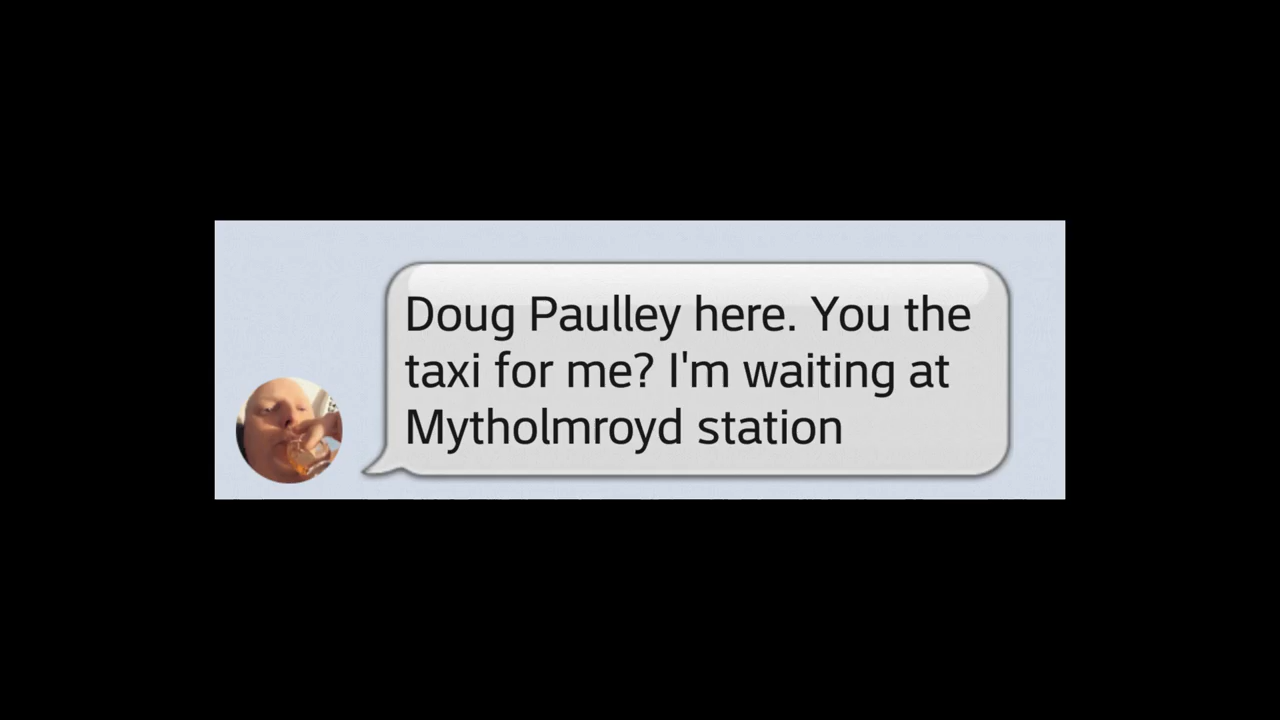 Doug Paulley here. You the
taxi for me? I'm waiting at
Mytholmroyd station